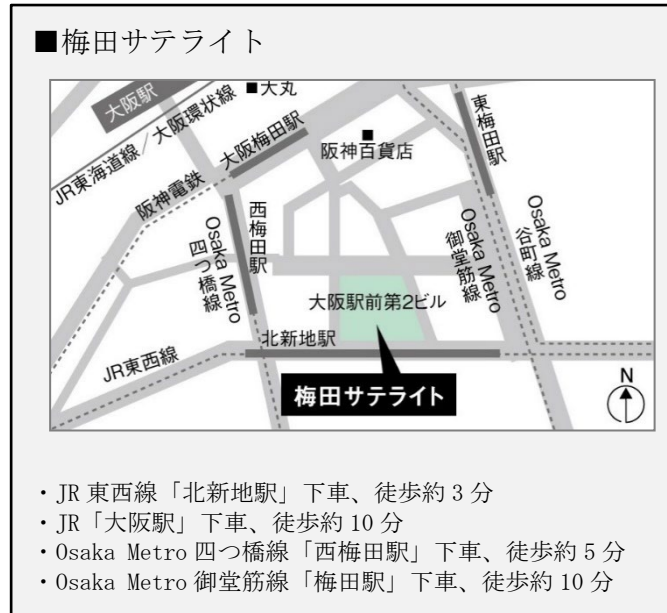 ■梅田サテライト
大阪駅
■大丸
JR東海道線／大阪環状線
大阪梅田駅
阪神電鉄
阪神百貨店
東梅田駅
西梅田駅
Osaka Metro
四つ橋線
Osaka Metro
御堂筋線
Osaka Metro
谷町線
大阪駅前第2ビル
北新地駅
JR東西線
梅田サテライト
N
・JR 東西線「北新地駅」下車、徒歩約 3 分
・JR「大阪駅」下車、徒歩約 10 分
・Osaka Metro 四つ橋線「西梅田駅」下車、徒歩約 5 分
・Osaka Metro 御堂筋線「梅田駅」下車、徒歩約 10 分